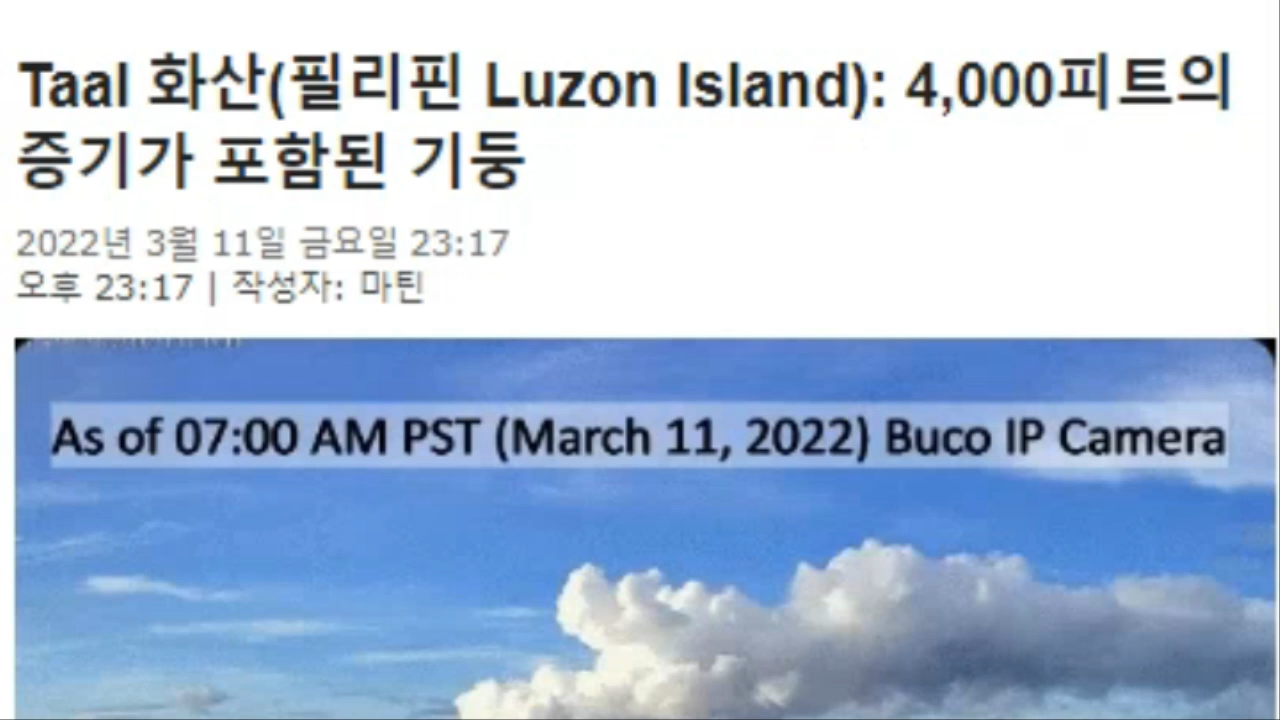 Taal 화산(필리핀 Luzon Island): 4,000피트의
증기가 포함된 기둥
2022년 3월 11일 금요일 23:17
오후 23:17 | 작성자: 마틴
As of 07:00 AM PST (March 11, 2022) Buco IP Camera